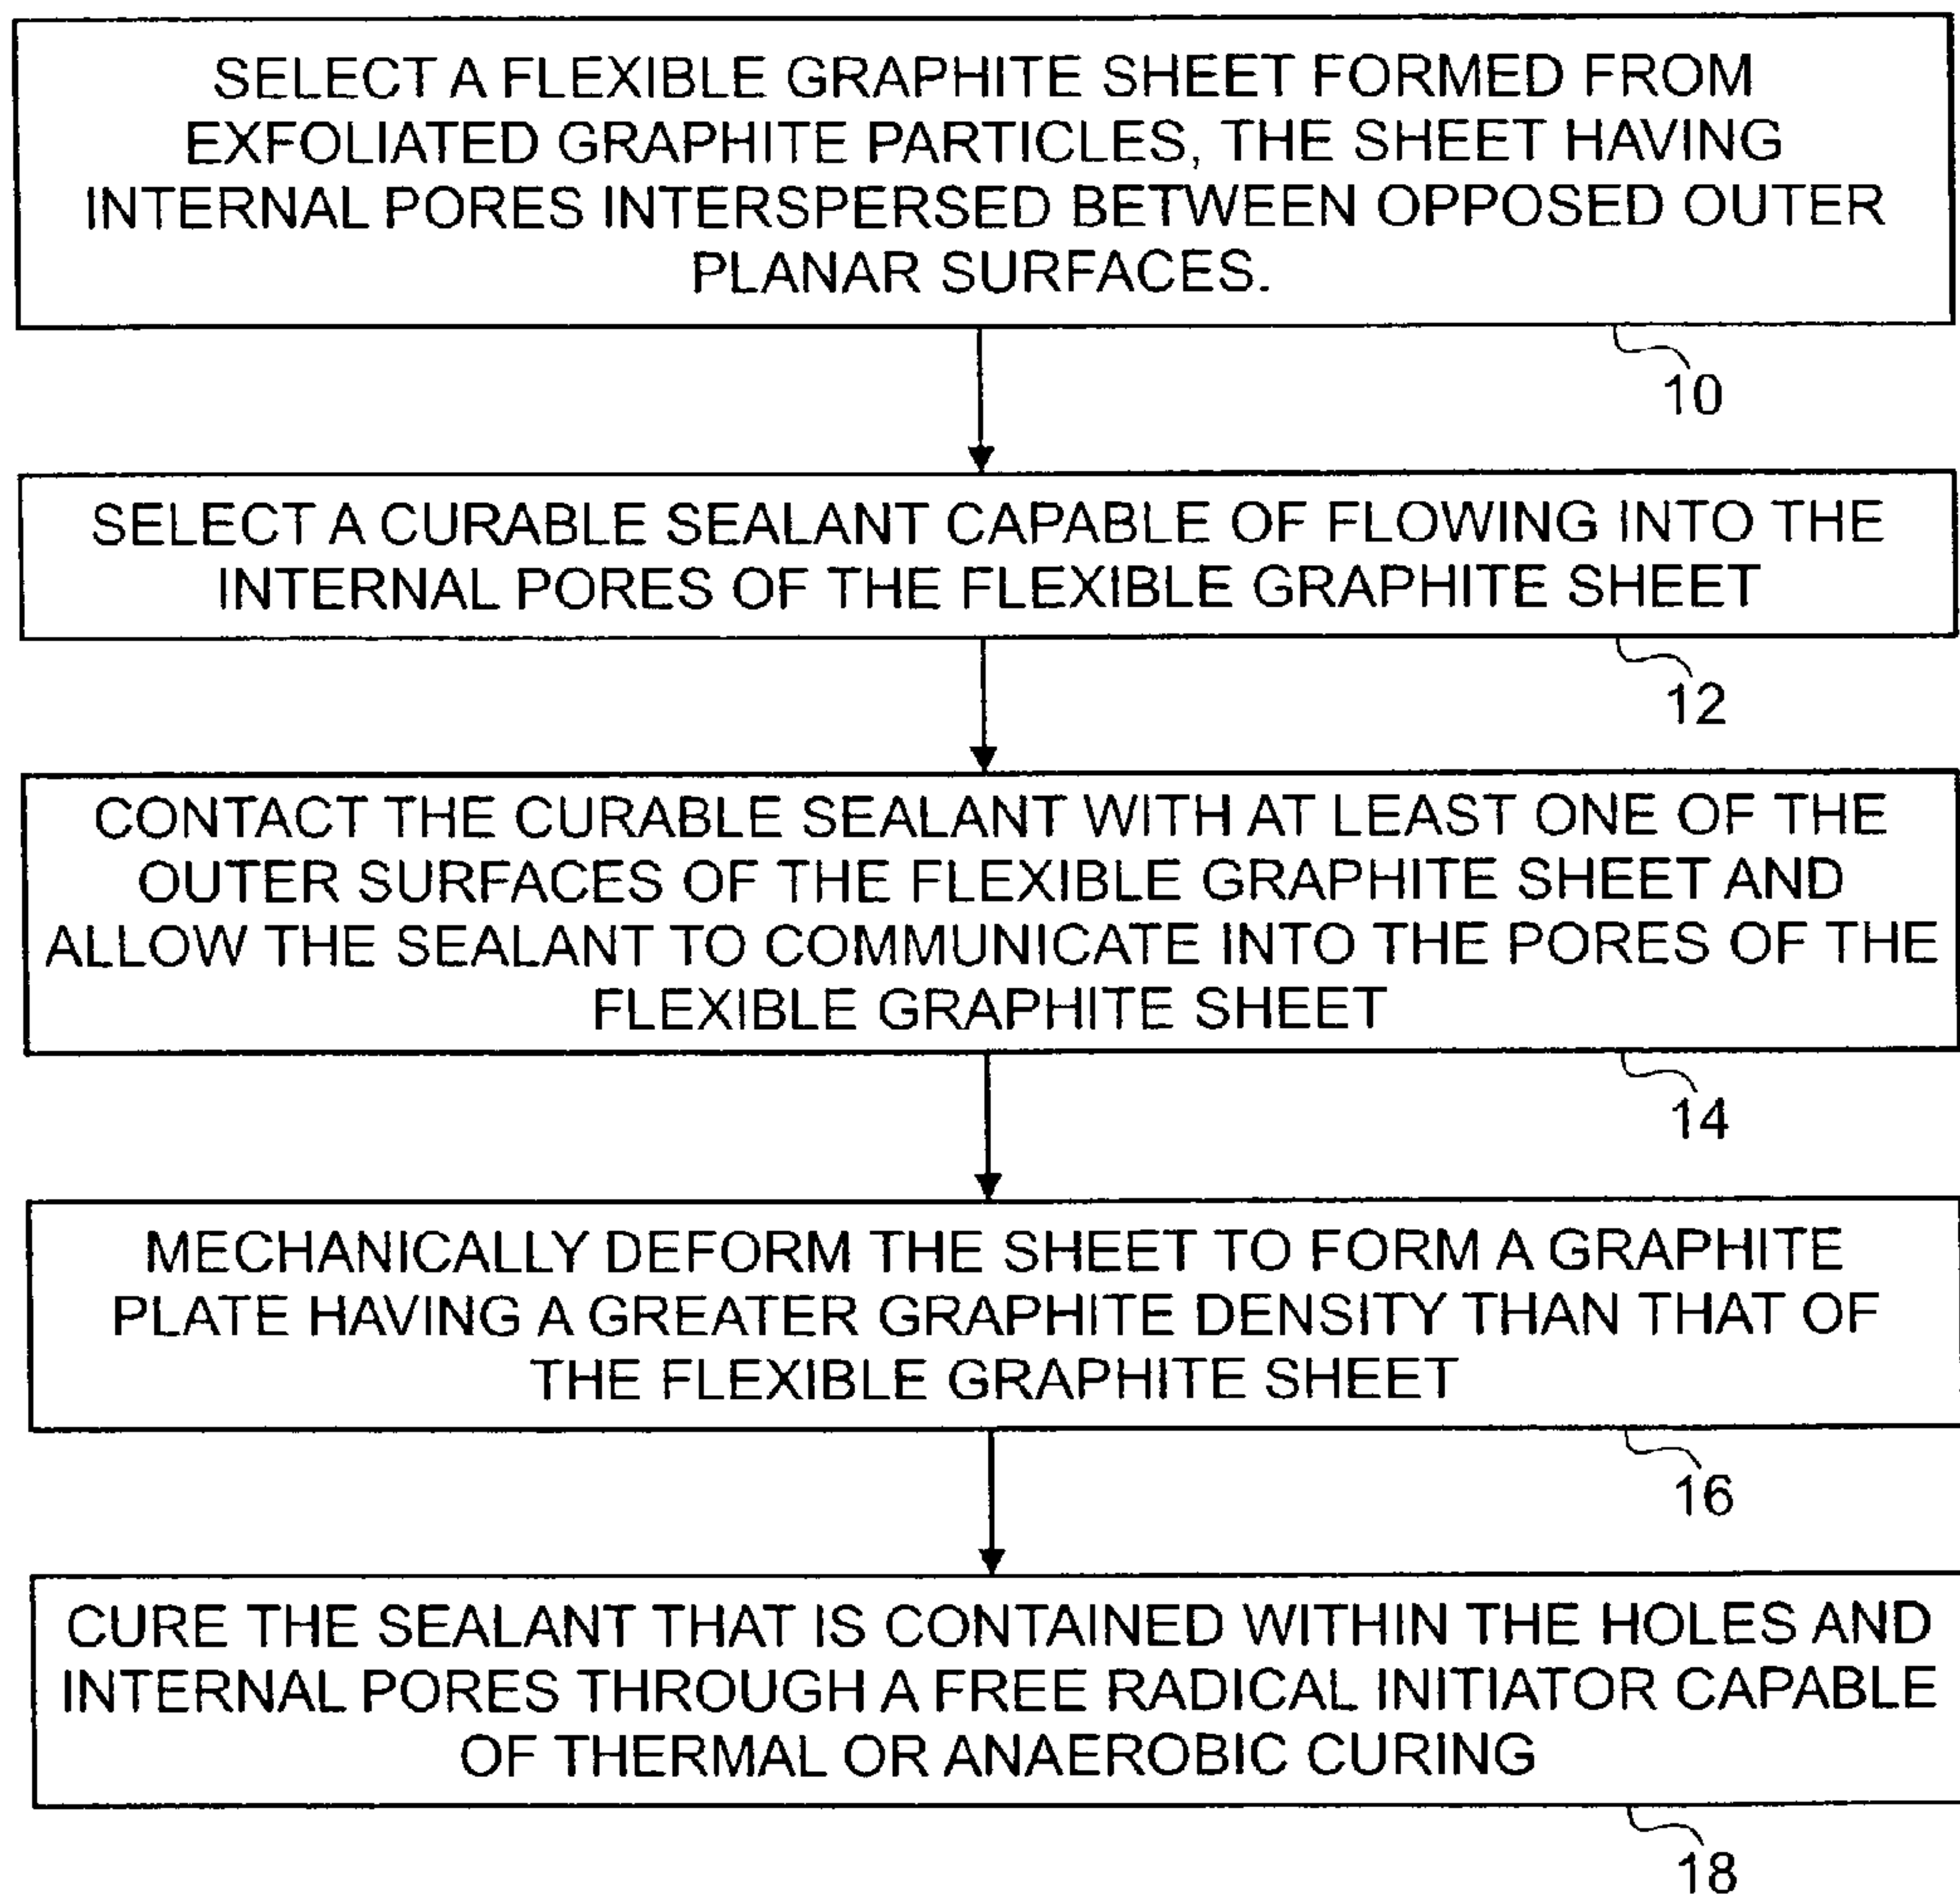 SELECT A FLEXIBLE GRAPHITE SHEET FORMED FROM
EXFOLIATED GRAPHITE PARTICLES, THE SHEET HAVING
INTERNAL PORES INTERSPERSED BETWEEN OPPOSED OUTER
PLANAR SURFACES.
10
SELECT A CURABLE SEALANT CAPABLE OF FLOWING INTO THE
INTERNAL PORES OF THE FLEXIBLE GRAPHITE SHEET
12
CONTACT THE CURABLE SEALANT WITH AT LEAST ONE OF THE
OUTER SURFACES OF THE FLEXIBLE GRAPHITE SHEET AND
ALLOW THE SEALANT TO COMMUNICATE INTO THE PORES OF THE
FLEXIBLE GRAPHITE SHEET
14
MECHANICALLY DEFORM THE SHEET TO FORM A GRAPHITE
PLATE HAVING A GREATER GRAPHITE DENSITY THAN THAT OF
THE FLEXIBLE GRAPHITE SHEET
16
CURE THE SEALANT THAT IS CONTAINED WITHIN THE HOLES AND
INTERNAL PORES THROUGH A FREE RADICAL INITIATOR CAPABLE
OF THERMAL OR ANAEROBIC CURING
18